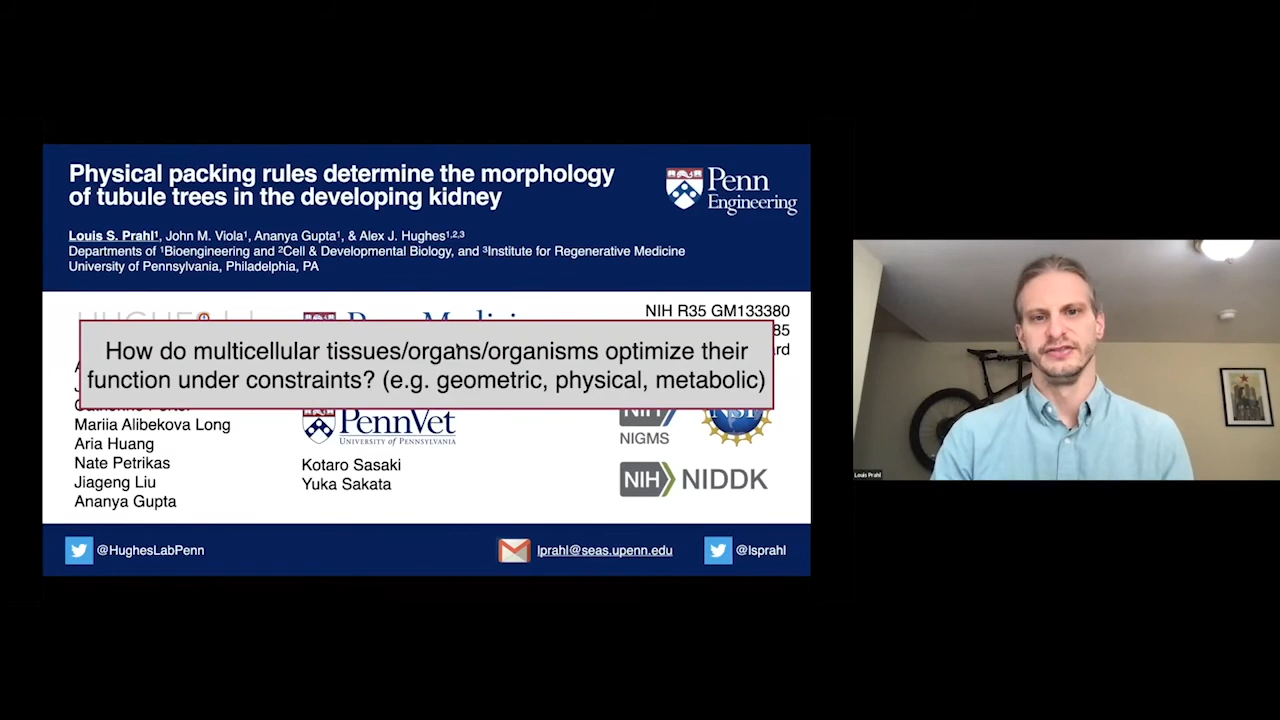 Physical packing rules determine the morphology
of tubule trees in the developing kidney
Penn
Engineering
Louis S. Prahl¹, John M. Viola¹, Ananya Gupta¹, & Alex J. Hughes¹,²,³
Departments of ¹Bioengineering and ²Cell & Developmental Biology, and ³Institute for Regenerative Medicine
University of Pennsylvania, Philadelphia, PA
NIH R35 GM133380
How do multicellular tissues/organs/organisms optimize their
function under constraints? (e.g. geometric, physical, metabolic)
Mariia Alibekova Long
Aria Huang
Nate Petrikas
Jiageng Liu
Ananya Gupta
PennVet
UNIVERSITY OF PENNSYLVANIA
Kotaro Sasaki
Yuka Sakata
NIH
NIGMS
NSF
NIH NIDDK
@HughesLabPenn
lprahl@seas.upenn.edu
@lsprahl
Louis Prahl